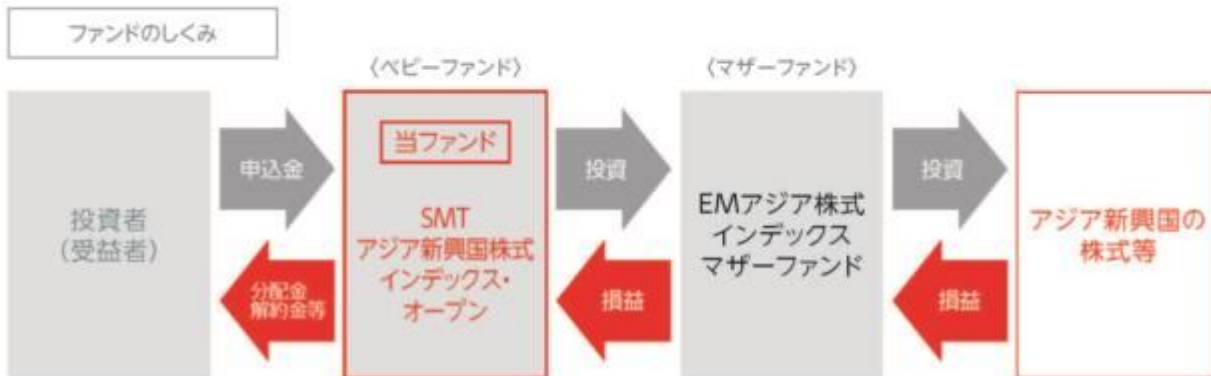 ファンドのしくみ
〈ベビーファンド〉
〈マザーファンド〉
投資者
(受益者)
申込金
分配金
解約金等
当ファンド
SMT
アジア新興国株式
インデックス・
オープン
投資
損益
EMアジア株式
インデックス
マザーファンド
投資
損益
アジア新興国の
株式等